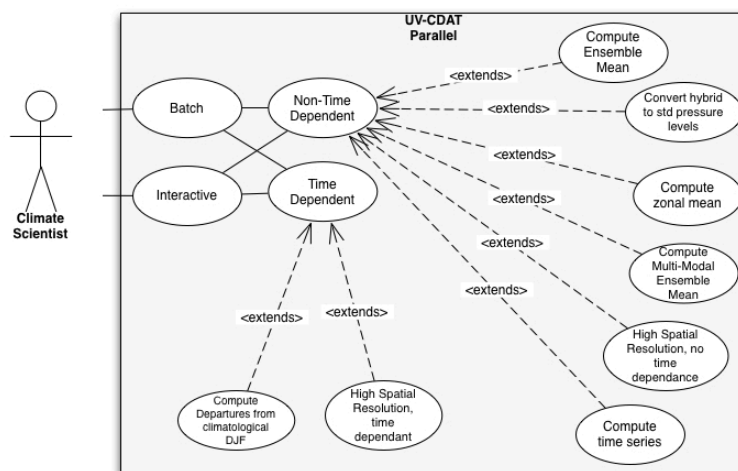 UV-CDAT
Parallel
Compute
Ensemble
Mean
<extends>
Batch
Non-Time
Dependent
<extends>
Convert hybrid
to std pressure
levels
<extends>
Interactive
Time
Dependent
<extends>
Compute
zonal mean
Climate
Scientist
<extends>
Compute
Multi-Modal
Ensemble
Mean
<extends>
<extends>
<extends>
High Spatial
Resolution, no
time
dependance
Compute
Departures from
climatological
DJF
High Spatial
Resolution,
time
dependant
Compute
time series